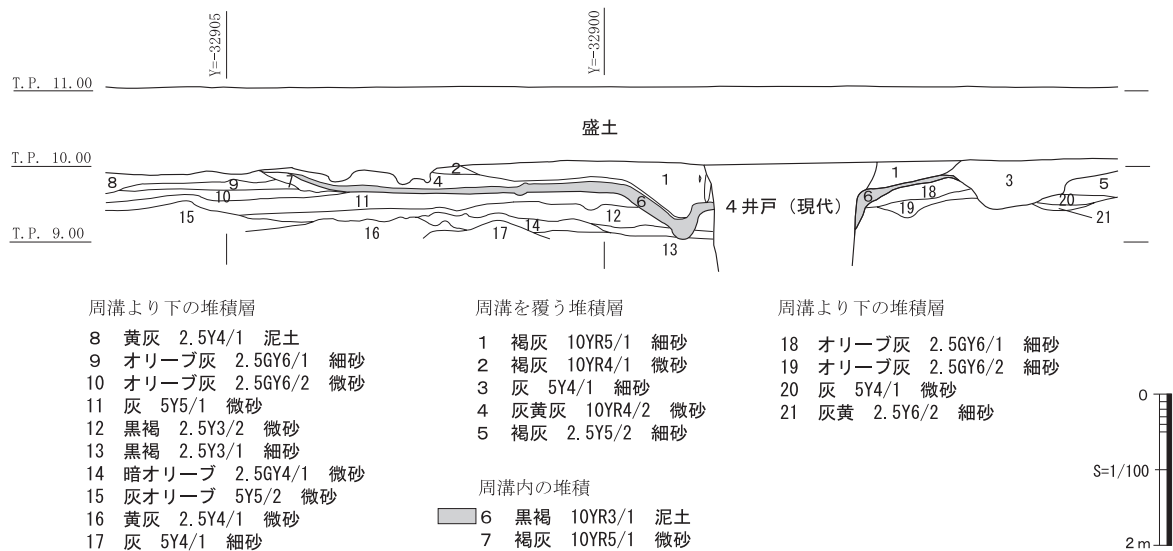 Y=-32905
Y=-32900
T.P. 11.00
盛土
T.P. 10.00
2
1
1
8
9
7
4
6
6
18
3
5
10
11
4 井戸（現代）
19
20
15
12
21
16
17
14
T.P. 9.00
13
周溝より下の堆積層
8 黄灰 2.5Y4/1 泥土
9 オリーブ灰 2.5GY6/1 細砂
10 オリーブ灰 2.5GY6/2 微砂
11 灰 5Y5/1 微砂
12 黒褐 2.5Y3/2 微砂
13 黒褐 2.5Y3/1 細砂
14 暗オリーブ 2.5GY4/1 微砂
15 灰オリーブ 5Y5/2 微砂
16 黄灰 2.5Y4/1 微砂
17 灰 5Y4/1 細砂
周溝を覆う堆積層
1 褐灰 10YR5/1 細砂
2 褐灰 10YR4/1 微砂
3 灰 5Y4/1 細砂
4 灰黄灰 10YR4/2 微砂
5 褐灰 2.5Y5/2 細砂
周溝内の堆積
6 黒褐 10YR3/1 泥土
7 褐灰 10YR5/1 微砂
周溝より下の堆積層
18 オリーブ灰 2.5GY6/1 細砂
19 オリーブ灰 2.5GY6/2 細砂
20 灰 5Y4/1 微砂
21 灰黄 2.5Y6/2 細砂
0
S=1/100
2m